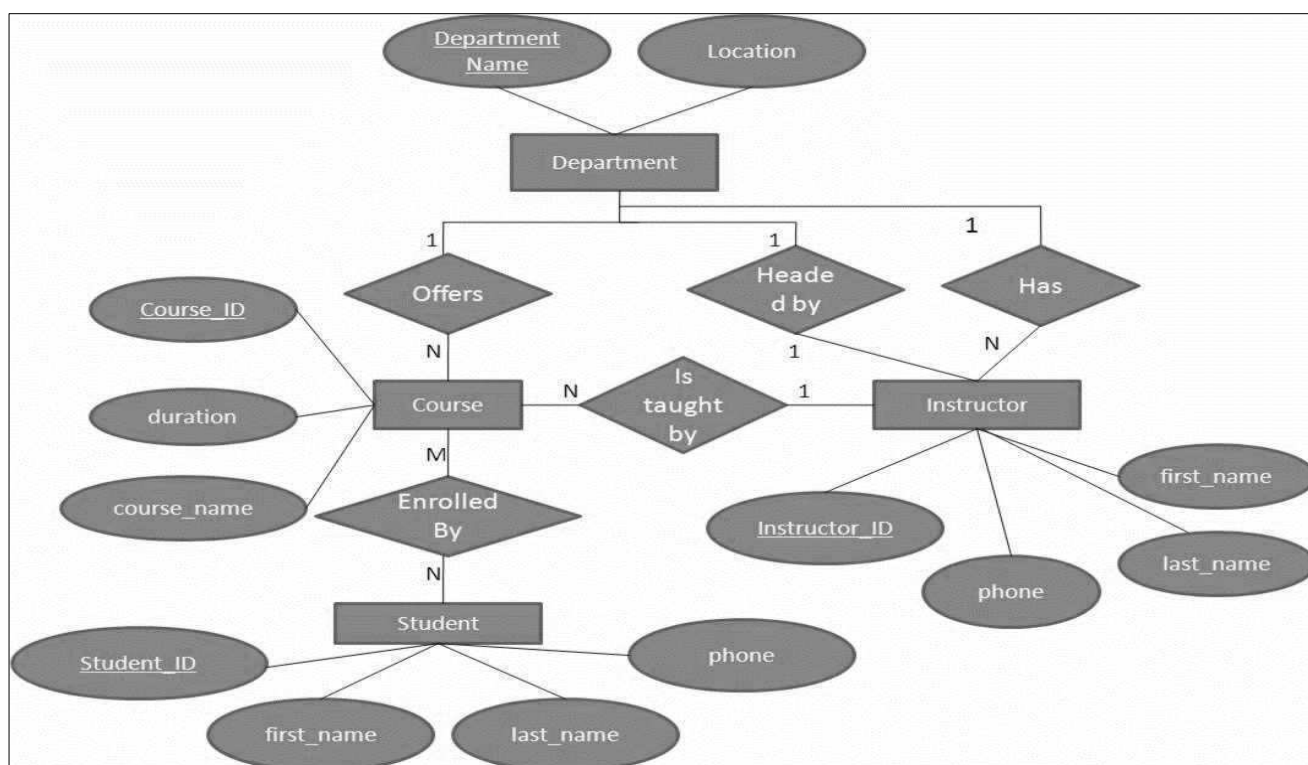 Department
Name
Location
Department
1
1
1
Offers
Heade
d by
Has
Course_ID
N
1
N
duration
Course
N
Is
taught
by
1
Instructor
course_name
M
Enrolled
By
N
first_name
Instructor_ID
last_name
phone
Student
Student_ID
phone
first_name
last_name